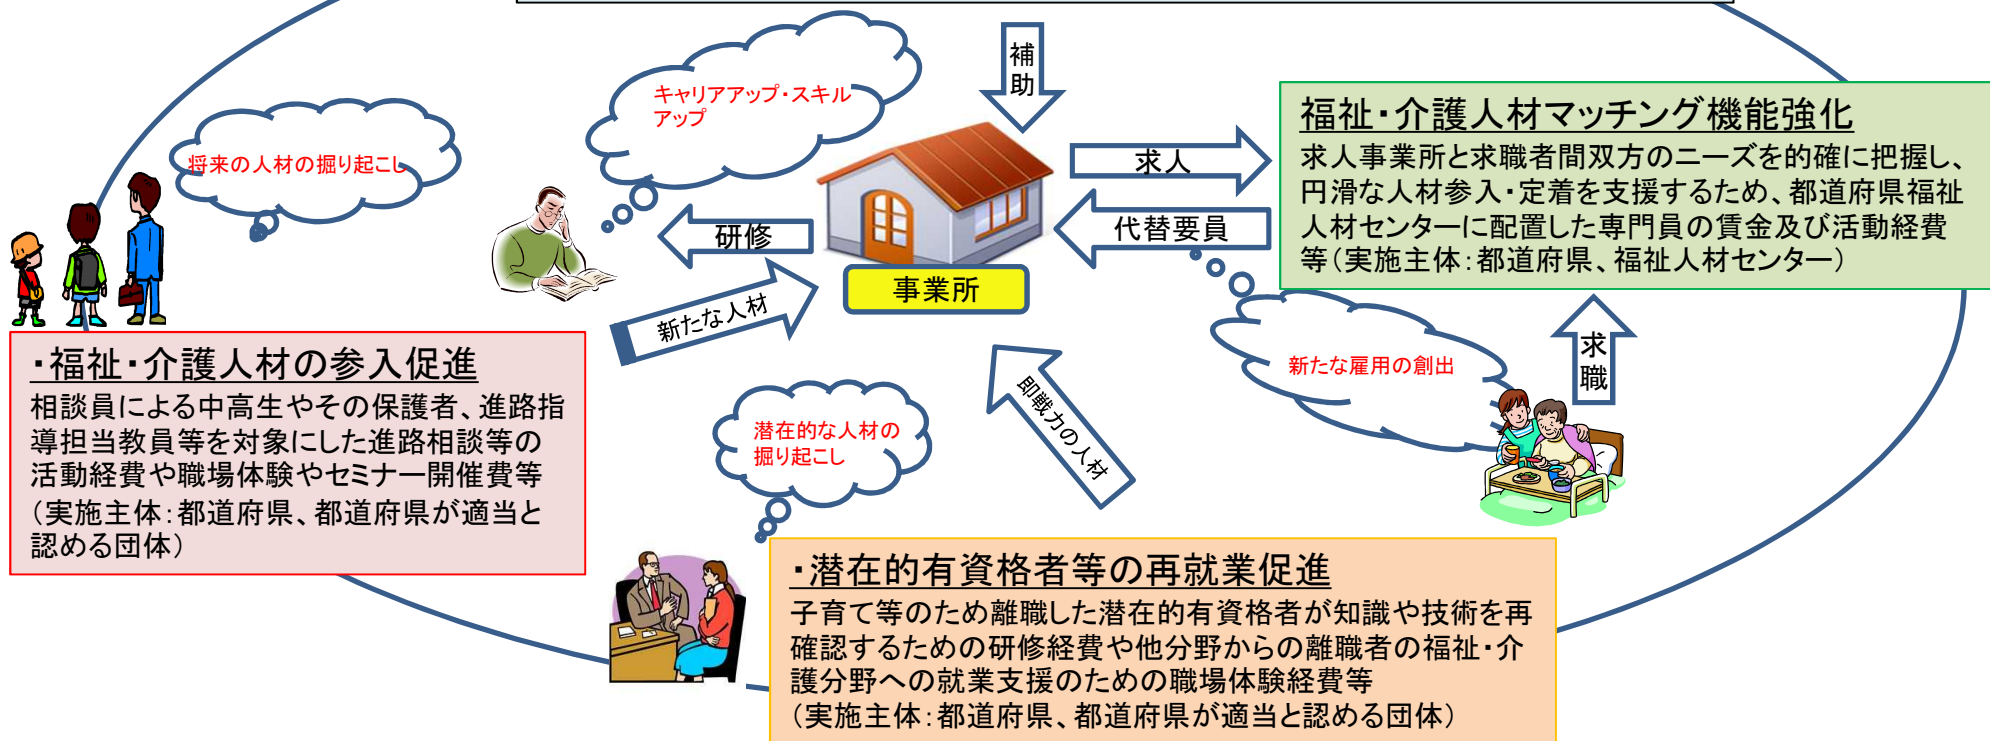 補助
キャリアアップ・スキル
アップ
将来の人材の掘り起こし
求人
代替要員
研修
事業所
新たな人材
即戦力の人材
福祉・介護人材マッチング機能強化
求人事業所と求職者間双方のニーズを的確に把握し、
円滑な人材参入・定着を支援するため、都道府県福祉
人材センターに配置した専門員の賃金及び活動経費
等(実施主体:都道府県、福祉人材センター)
求職
新たな雇用の創出
・福祉・介護人材の参入促進
相談員による中高生やその保護者、進路指
導担当教員等を対象にした進路相談等の
活動経費や職場体験やセミナー開催費等
(実施主体:都道府県、都道府県が適当と
認める団体)
潜在的な人材の
掘り起こし
・潜在的有資格者等の再就業促進
子育て等のため離職した潜在的有資格者が知識や技術を再
確認するための研修経費や他分野からの離職者の福祉・介
護分野への就業支援のための職場体験経費等
(実施主体:都道府県、都道府県が適当と認める団体)